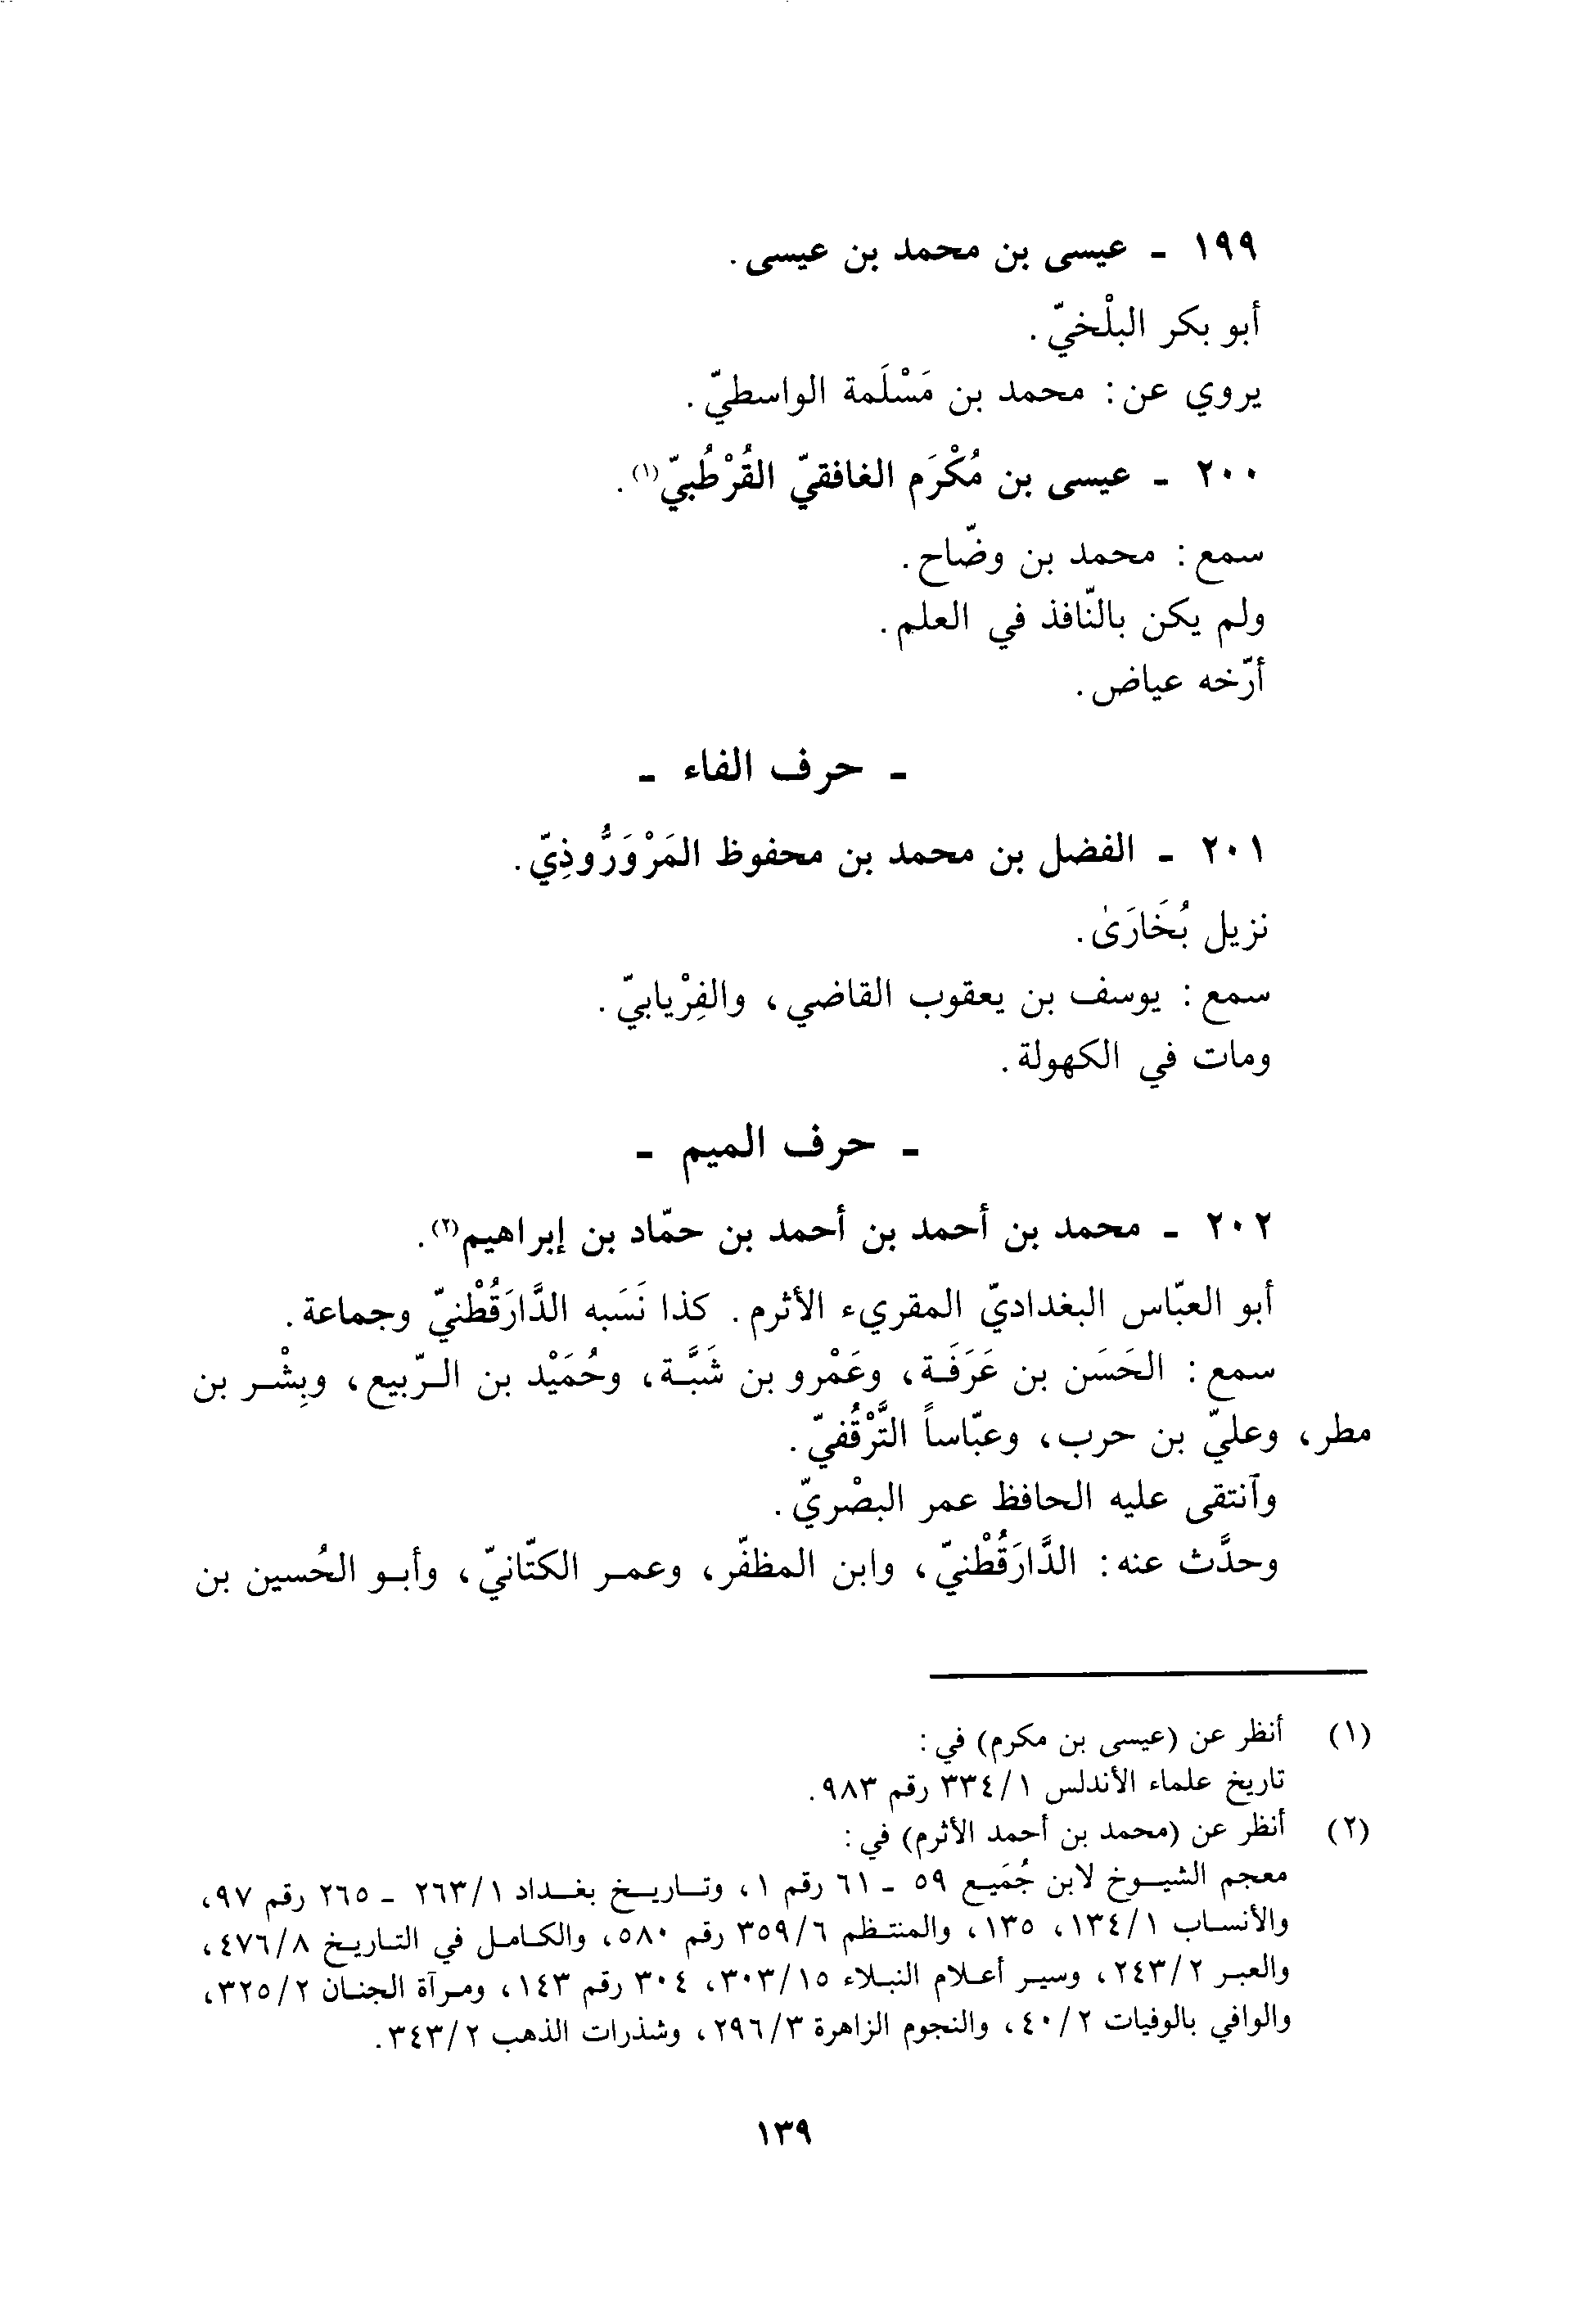 ١٩٩ - عيسى بن محمد بن عيسى.
أبو بكر البلْخيّ.
يروي عن: محمد بن مَسْلَمة الواسطيّ.
٢٠٠ - عيسى بن مُكْرَم الغافقيّ القُرْطُبيّ(١).
سمع: محمد بن وضّاح.
ولم يكن بالنّافذ في العلم.
أرّخه عياض.
- حرف الفاء -
٢٠١ - الفضل بن محمد بن محفوظ المَرْوَرُّوذِيّ.
نزيل بُخَارَىٰ.
سمع: يوسف بن يعقوب القاضي، والفِرْيابيّ.
ومات في الكهولة.
- حرف الميم -
٢٠٢ - محمد بن أحمد بن أحمد بن حمّاد بن إبراهيم(٢).
أبو العبّاس البغداديّ المقريء الأثرم. كذا نَسَبه الدَّارَقُطْنيّ وجماعة.
سمع: الحَسَن بن عَرَفَة، وعَمْرو بن شَبَّة، وحُمَيْد بن الرّبيع، وبِشْر بن
مطر، وعليّ بن حرب، وعبّاساً التَّرْقُفيّ.
وآنتقى عليه الحافظ عمر البصْريّ.
وحدَّث عنه: الدَّارَقُطْنيّ، وابن المظفّر، وعمر الكتّانيّ، وأبو الحُسين بن
(١) أنظر عن (عيسى بن مكرم) في:
تاريخ علماء الأندلس ٣٣٤/١ رقم ٩٨٣.
(٢) أنظر عن (محمد بن أحمد الأثرم) في:
معجم الشيوخ لابن جُمَيع ٥٩ - ٦١ رقم ١، وتاريخ بغداد ٢٦٣/١ - ٢٦٥ رقم ٩٧،
والأنساب ١٣٤/١، ١٣٥، والمنتظم ٣٥٩/٦ رقم ٥٨٠، والكامل في التاريخ ٤٧٦/٨،
والعبر ٢٤٣/٢، وسير أعلام النبلاء ٣٠٣/١٥، ٣٠٤ رقم ١٤٣، ومرآة الجنان ٣٢٥/٢،
والوافي بالوفيات ٤٠/٢، والنجوم الزاهرة ٢٩٦/٣، وشذرات الذهب ٣٤٣/٢.
١٣٩